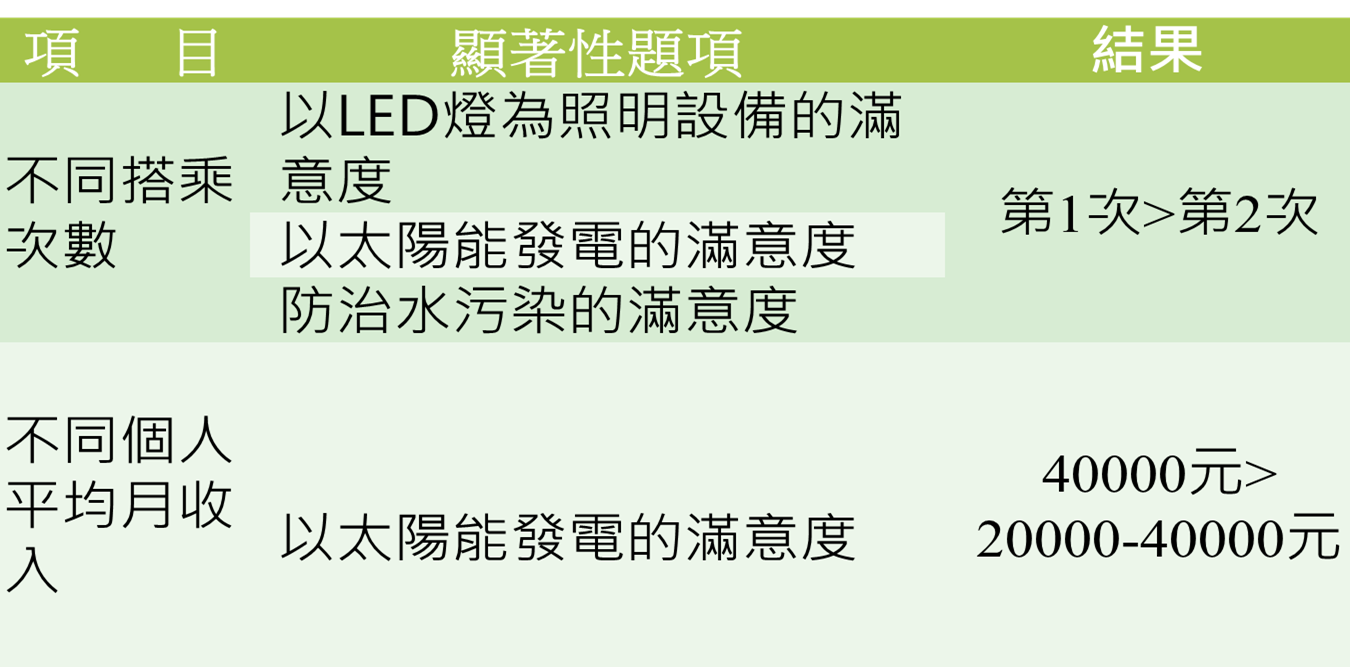 項　目 顯著性題項 結果
不同搭乘
次數
以LED燈為照明設備的滿
意度
以太陽能發電的滿意度
防治水污染的滿意度
第1次>第2次
不同個人
平均月收
入
以太陽能發電的滿意度
40000元>
20000-40000元